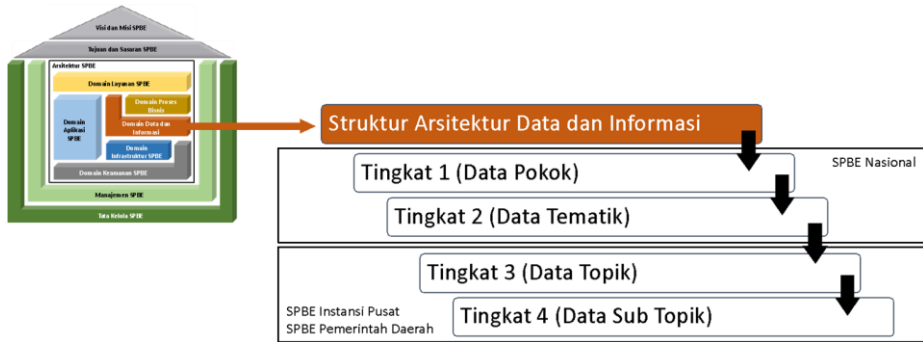 Visi dan Misi SPBE
Tujuan dan Sasaran SPBE
Arsitektur SPBE
Domain Layanan SPBE
Domain Proses
Bisnis
Domain
Aplikasi
SPBE
Domain Data dan
Informasi
Domain
Infrastruktur SPBE
Domain Keamanan SPBE
Manajemen SPBE
Tata Kelola SPBE
Struktur Arsitektur Data dan Informasi
SPBE Nasional
Tingkat 1 (Data Pokok)
Tingkat 2 (Data Tematik)
Tingkat 3 (Data Topik)
Tingkat 4 (Data Sub Topik)
SPBE Instansi Pusat
SPBE Pemerintah Daerah